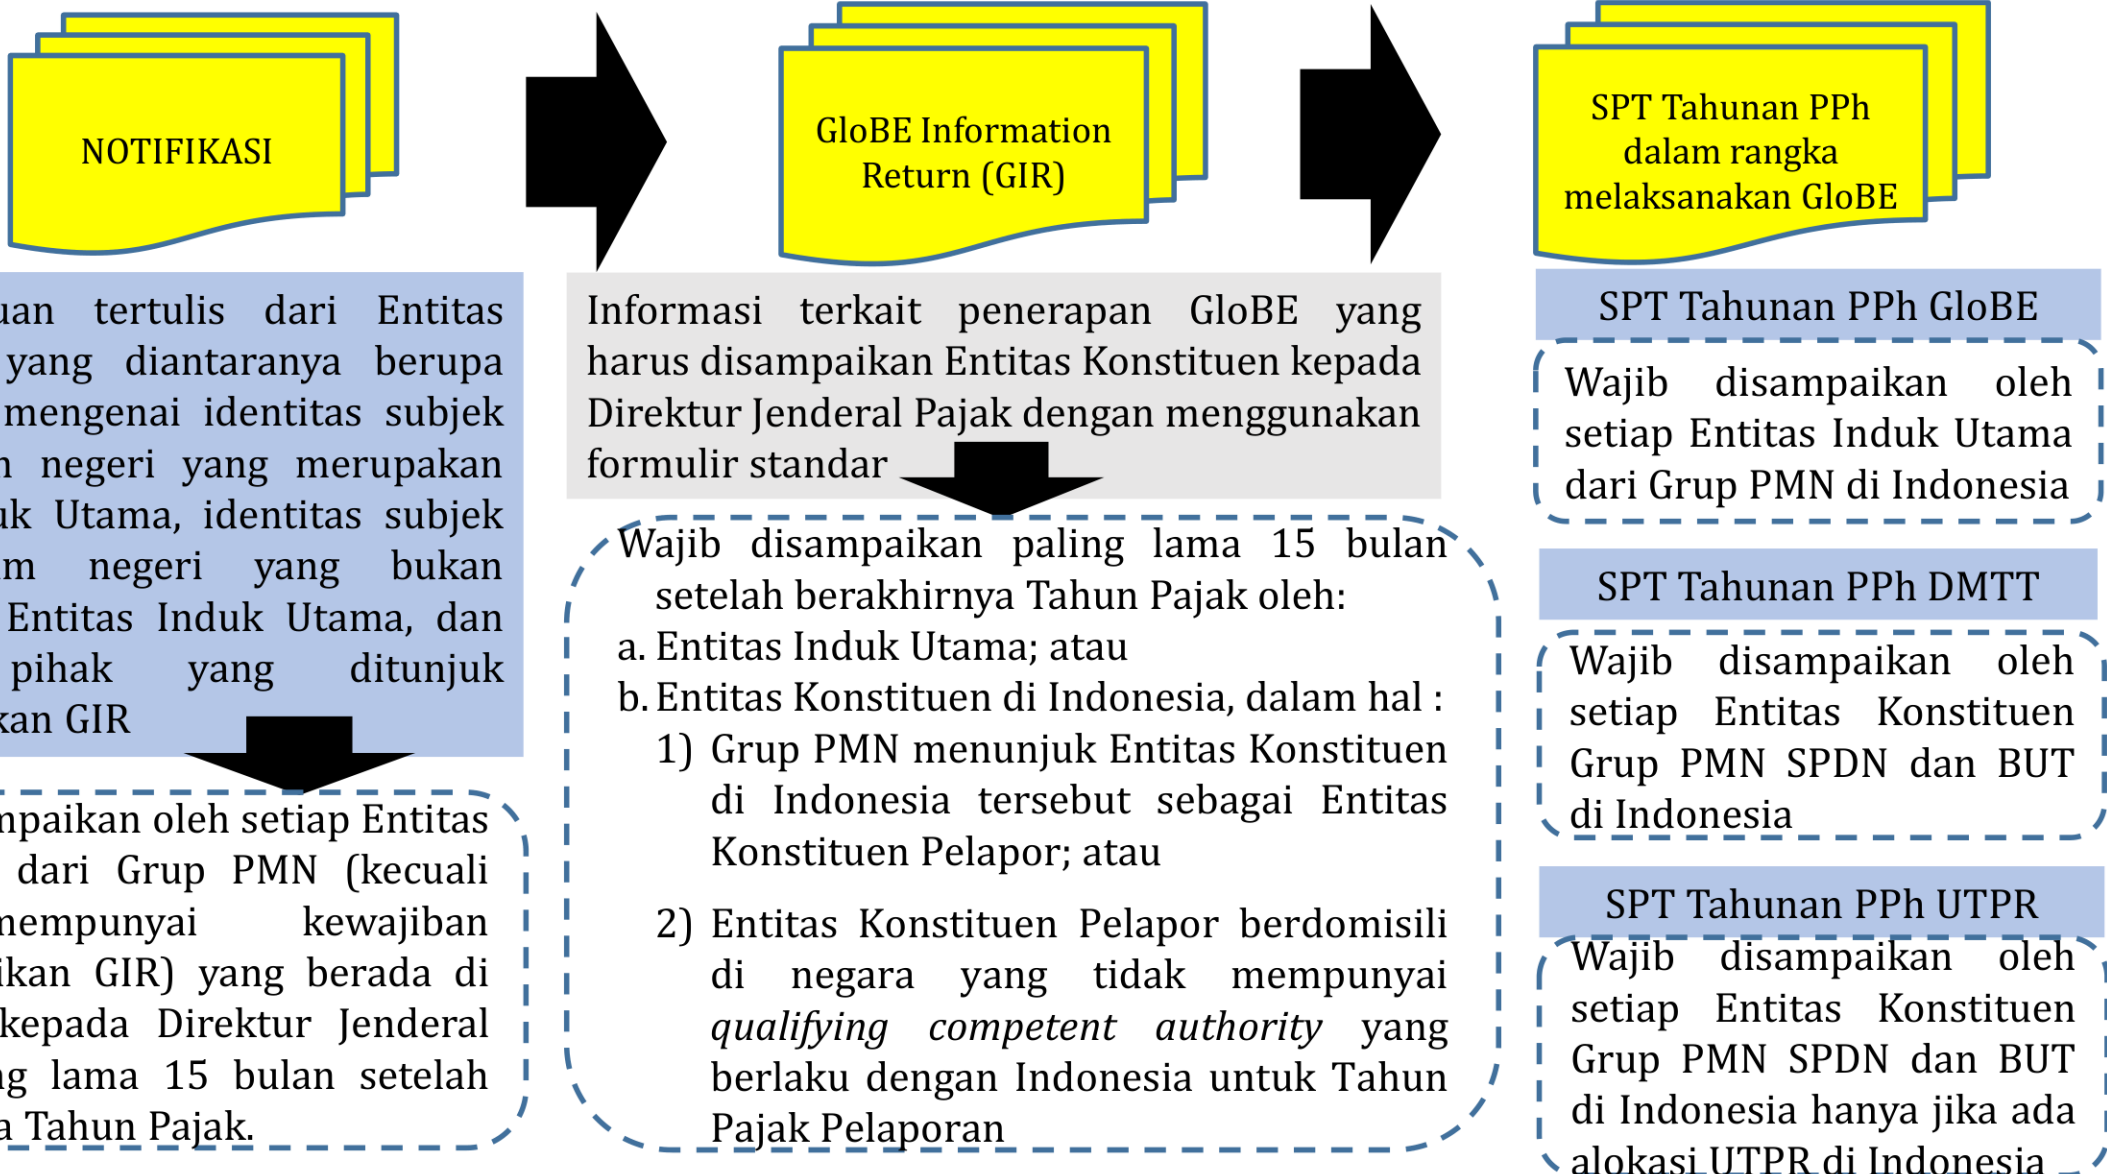 NOTIFIKASI
GloBE Information
Return (GIR)
SPT Tahunan PPh
dalam rangka
melaksanakan GloBE
tertulis dari Entitas
yang diantaranya berupa
mengenai identitas subjek
negeri yang merupakan
Utama, identitas subjek
negeri yang bukan
Entitas Induk Utama, dan
pihak yang ditunjuk
GIR
oleh setiap Entitas
dari Grup PMN (kecuali
kewajiban
GIR) yang berada di
kepada Direktur Jenderal
lama 15 bulan setelah
Tahun Pajak.
Informasi terkait penerapan GloBE yang
harus disampaikan Entitas Konstituen kepada
Direktur Jenderal Pajak dengan menggunakan
formulir standar
Wajib disampaikan paling lama 15 bulan
setelah berakhirnya Tahun Pajak oleh:
a. Entitas Induk Utama; atau
b. Entitas Konstituen di Indonesia, dalam hal :
1) Grup PMN menunjuk Entitas Konstituen
di Indonesia tersebut sebagai Entitas
Konstituen Pelapor; atau
2) Entitas Konstituen Pelapor berdomisili
di negara yang tidak mempunyai
qualifying competent authority yang
berlaku dengan Indonesia untuk Tahun
Pajak Pelaporan
SPT Tahunan PPh GloBE
Wajib disampaikan oleh
setiap Entitas Induk Utama
dari Grup PMN di Indonesia
SPT Tahunan PPh DMTT
Wajib disampaikan oleh
setiap Entitas Konstituen
Grup PMN SPDN dan BUT
di Indonesia
SPT Tahunan PPh UTPR
Wajib disampaikan oleh
setiap Entitas Konstituen
Grup PMN SPDN dan BUT
di Indonesia hanya jika ada
alokasi UTPR di Indonesia